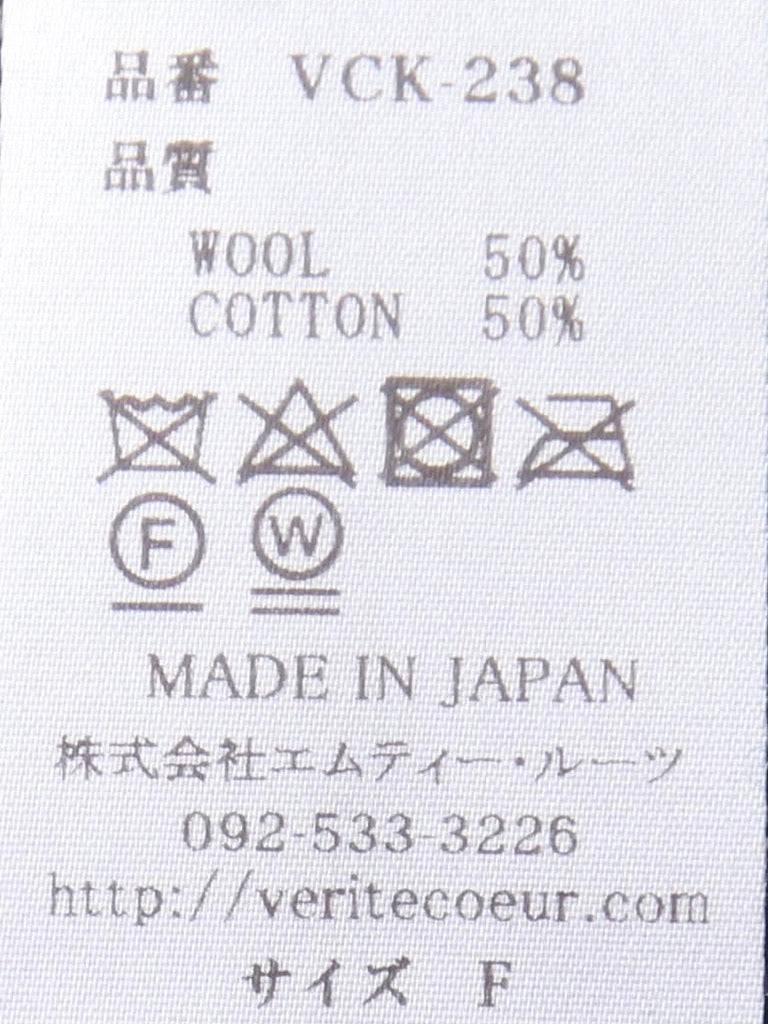 品番 VCK-238
品質
WOOL 50%
COTTON 50%
F W
MADE IN JAPAN
株式会社エムティー・ルーツ
092-533-3226
http://veritecoeur.com
サイズ F